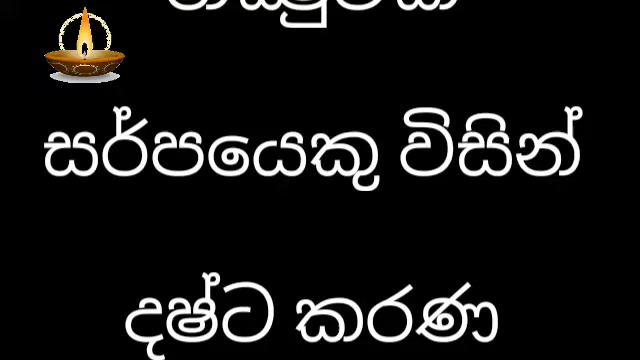 සර්පයෙකු විසින්
දෂ්ට කරණ